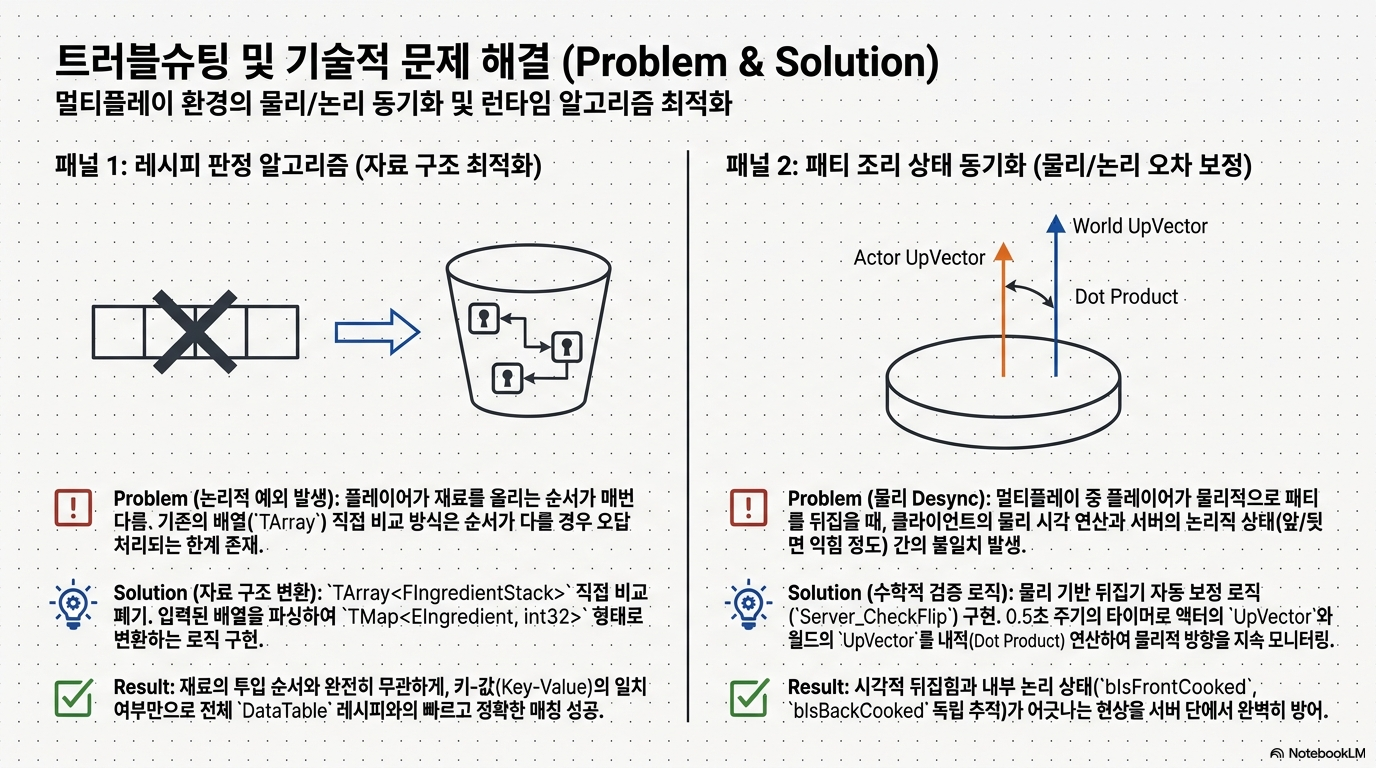 트러블슈팅 및 기술적 문제 해결 (Problem & Solution)
멀티플레이 환경의 물리/논리 동기화 및 런타임 알고리즘 최적화
패널 1: 레시피 판정 알고리즘 (자료 구조 최적화)
Problem (논리적 예외 발생): 플레이어가 재료를 올리는 순서가 매번
다름. 기존의 배열(`TArray`) 직접 비교 방식은 순서가 다를 경우 오답
처리되는 한계 존재.
Solution (자료 구조 변환): `TArray<FIngredientStack>` 직접 비교
폐기. 입력된 배열을 파싱하여 `TMap<EIngredient, int32>` 형태로
변환하는 로직 구현.
Result: 재료의 투입 순서와 완전히 무관하게, 키-값(Key-Value)의 일치
여부만으로 전체 `DataTable` 레시피와의 빠르고 정확한 매칭 성공.
패널 2: 패티 조리 상태 동기화 (물리/논리 오차 보정)
World UpVector
Actor UpVector
Dot Product
Problem (물리 Desync): 멀티플레이 중 플레이어가 물리적으로 패티
를 뒤집을 때, 클라이언트의 물리 시각 연산과 서버의 논리직 상태(앞/뒷
면 익힘 정도) 간의 불일치 발생.
Solution (수학적 검증 로직): 물리 기반 뒤집기 자동 보정 로직
(`Server_CheckFlip`) 구현. 0.5초 주기의 타이머로 액터의 `UpVector`와
월드의 `UpVector`를 내적(Dot Product) 연산하여 물리적 방향을 지속 모니터링.
Result: 시각적 뒤집힘과 내부 논리 상태(`bIsFrontCooked`,
`bIsBackCooked` 독립 추적)가 어긋나는 현상을 서버 단에서 완벽히 방어.
NotebookLM